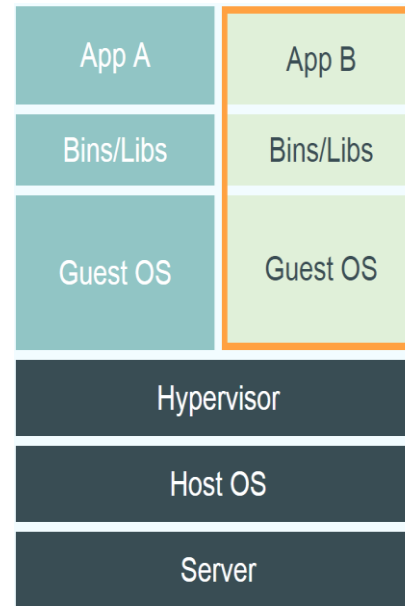 App A
App B
Bins/Libs
Bins/Libs
Guest OS
Guest OS
Hypervisor
Host OS
Server